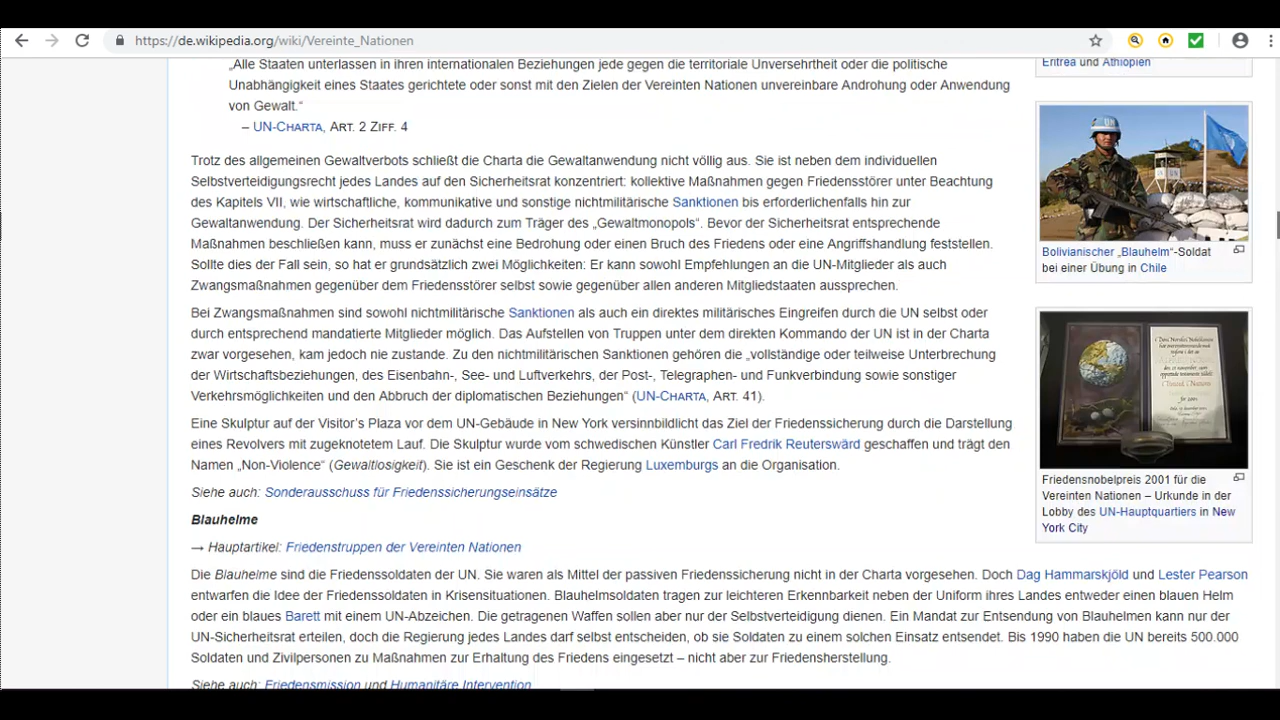 https://de.wikipedia.org/wiki/Vereinte_Nationen
„Alle Staaten unterlassen in ihren internationalen Beziehungen jede gegen die territoriale Unversehrtheit oder die politische
Unabhängigkeit eines Staates gerichtete oder sonst mit den Zielen der Vereinten Nationen unvereinbare Androhung oder Anwendung
von Gewalt.“
– UN-CHARTA, ART. 2 ZIFF. 4
Trotz des allgemeinen Gewaltverbots schließt die Charta die Gewaltanwendung nicht völlig aus. Sie ist neben dem individuellen
Selbstverteidigungsrecht jedes Landes auf den Sicherheitsrat konzentriert: kollektive Maßnahmen gegen Friedensstörer unter Beachtung
des Kapitels VII, wie wirtschaftliche, kommunikative und sonstige nichtmilitärische Sanktionen bis erforderlichenfalls hin zur
Gewaltanwendung. Der Sicherheitsrat wird dadurch zum Träger des „Gewaltmonopols“. Bevor der Sicherheitsrat entsprechende
Maßnahmen beschließen kann, muss er zunächst eine Bedrohung oder einen Bruch des Friedens oder eine Angriffshandlung feststellen.
Sollte dies der Fall sein, so hat er grundsätzlich zwei Möglichkeiten: Er kann sowohl Empfehlungen an die UN-Mitglieder als auch
Zwangsmaßnahmen gegenüber dem Friedensstörer selbst sowie gegenüber allen anderen Mitgliedstaaten aussprechen.
Bei Zwangsmaßnahmen sind sowohl nichtmilitärische Sanktionen als auch ein direktes militärisches Eingreifen durch die UN selbst oder
durch entsprechend mandatierte Mitglieder möglich. Das Aufstellen von Truppen unter dem direkten Kommando der UN ist in der Charta
zwar vorgesehen, kam jedoch nie zustande. Zu den nichtmilitärischen Sanktionen gehören die „vollständige oder teilweise Unterbrechung
der Wirtschaftsbeziehungen, des Eisenbahn-, See- und Luftverkehrs, der Post-, Telegraphen- und Funkverbindung sowie sonstiger
Verkehrsmöglichkeiten und den Abbruch der diplomatischen Beziehungen“ (UN-CHARTA, ART. 41).
Eine Skulptur auf der Visitor’s Plaza vor dem UN-Gebäude in New York versinnbildlicht das Ziel der Friedenssicherung durch die Darstellung
eines Revolvers mit zugeknotetem Lauf. Die Skulptur wurde vom schwedischen Künstler Carl Fredrik Reuterswärd geschaffen und trägt den
Namen „Non-Violence“ (Gewaltlosigkeit). Sie ist ein Geschenk der Regierung Luxemburgs an die Organisation.
Siehe auch: Sonderausschuss für Friedenssicherungseinsätze
Blauhelme
→ Hauptartikel: Friedenstruppen der Vereinten Nationen
Die Blauhelme sind die Friedenssoldaten der UN. Sie waren als Mittel der passiven Friedenssicherung nicht in der Charta vorgesehen. Doch Dag Hammarskjöld und Lester Pearson
entwarfen die Idee der Friedenssoldaten in Krisensituationen. Blauhelmsoldaten tragen zur leichteren Erkennbarkeit neben der Uniform ihres Landes entweder einen blauen Helm
oder ein blaues Barett mit einem UN-Abzeichen. Die getragenen Waffen sollen aber nur der Selbstverteidigung dienen. Ein Mandat zur Entsendung von Blauhelmen kann nur der
UN-Sicherheitsrat erteilen, doch die Regierung jedes Landes darf selbst entscheiden, ob sie Soldaten zu einem solchen Einsatz entsendet. Bis 1990 haben die UN bereits 500.000
Soldaten und Zivilpersonen zu Maßnahmen zur Erhaltung des Friedens eingesetzt – nicht aber zur Friedensherstellung.
Siehe auch: Friedensmission und Humanitäre Intervention
Eritrea und Äthiopien
UN
Bolivianischer „Blauhelm“-Soldat
bei einer Übung in Chile
Friedensnobelpreis 2001 für die
Vereinten Nationen – Urkunde in der
Lobby des UN-Hauptquartiers in New
York City